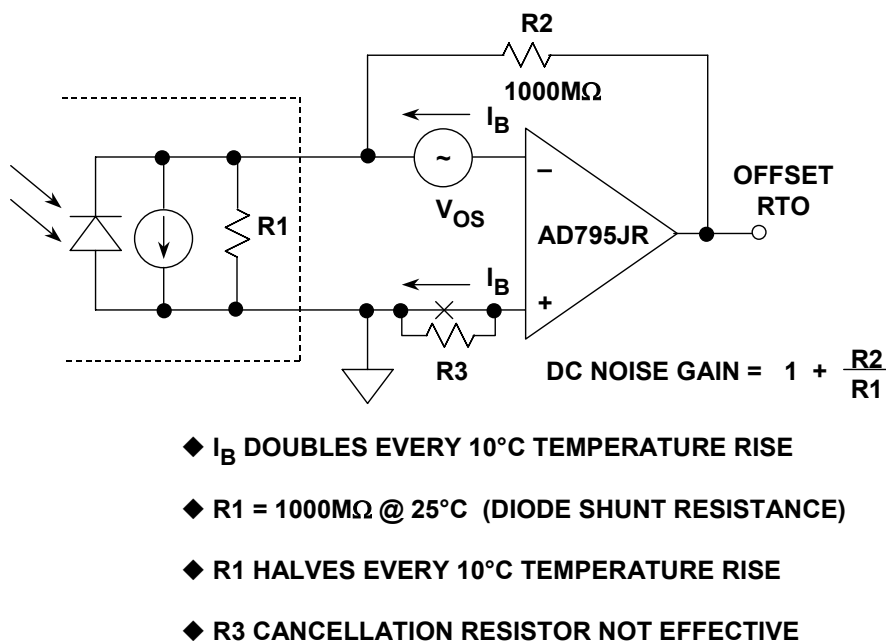 R2
1000MΩ
I_B
~
V_OS
R1
−
AD795JR
OFFSET
RTO
I_B
+
R3
DC NOISE GAIN = 1 + R2/R1
◆ I_B DOUBLES EVERY 10°C TEMPERATURE RISE
◆ R1 = 1000MΩ @ 25°C (DIODE SHUNT RESISTANCE)
◆ R1 HALVES EVERY 10°C TEMPERATURE RISE
◆ R3 CANCELLATION RESISTOR NOT EFFECTIVE